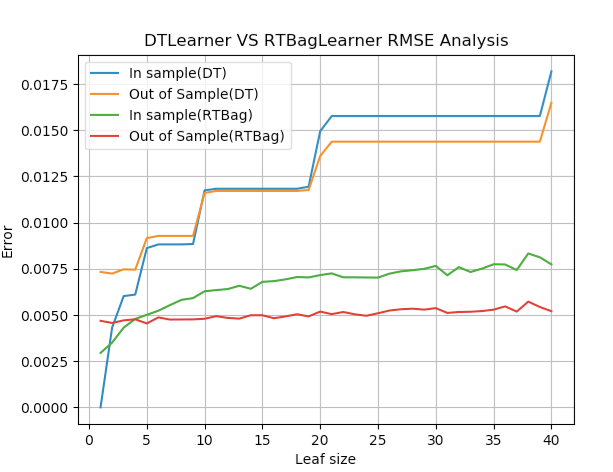 DTLearner VS RTBagLearner RMSE Analysis
In sample(DT)
Out of Sample(DT)
In sample(RTBag)
Out of Sample(RTBag)
Error
0.0175
0.0150
0.0125
0.0100
0.0075
0.0050
0.0025
0.0000
0 5 10 15 20 25 30 35 40
Leaf size